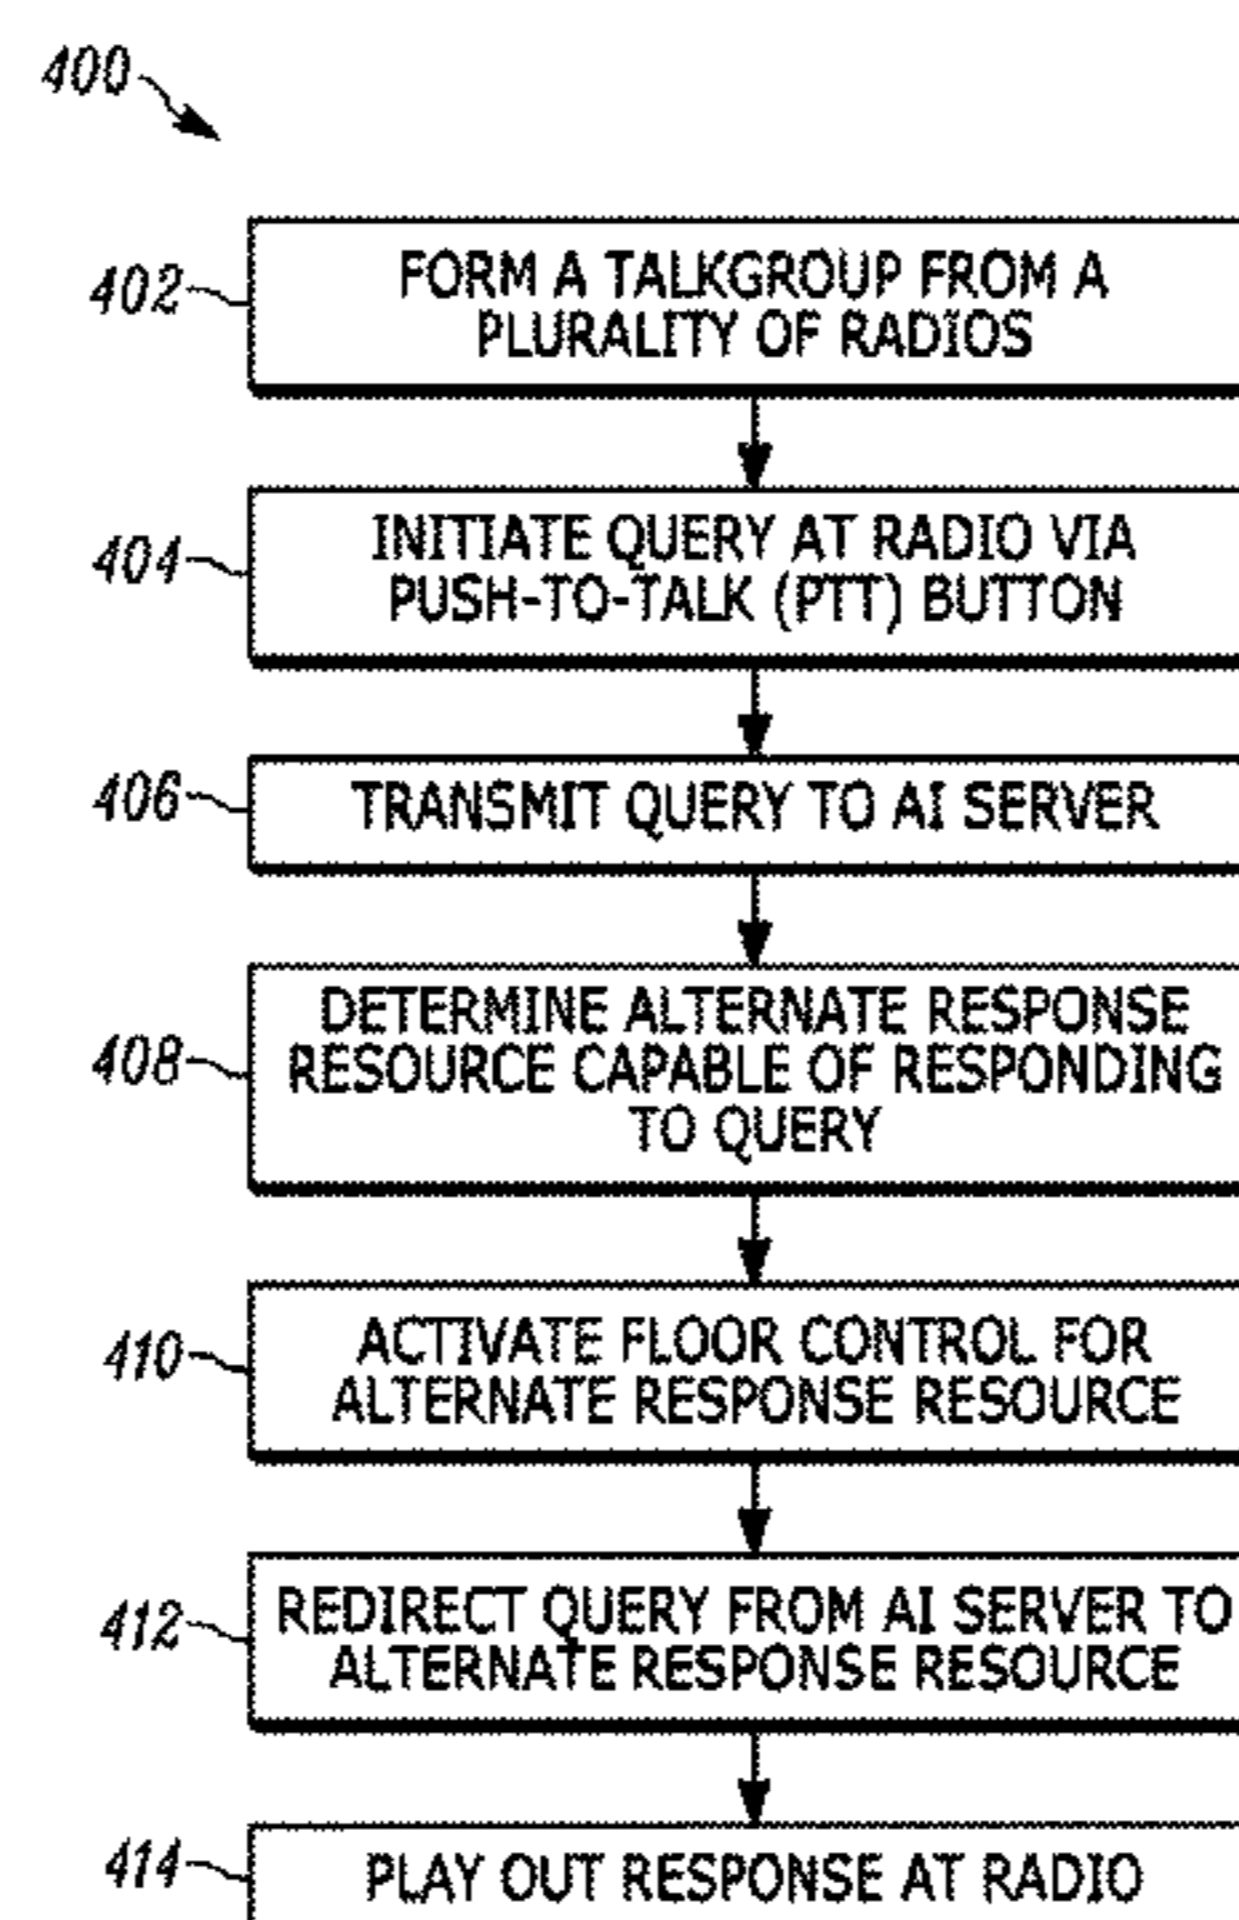 400
402
FORM A TALKGROUP FROM A
PLURALITY OF RADIOS
404
INITIATE QUERY AT RADIO VIA
PUSH-TO-TALK (PTT) BUTTON
406
TRANSMIT QUERY TO AI SERVER
408
DETERMINE ALTERNATE RESPONSE
RESOURCE CAPABLE OF RESPONDING
TO QUERY
410
ACTIVATE FLOOR CONTROL FOR
ALTERNATE RESPONSE RESOURCE
412
REDIRECT QUERY FROM AI SERVER TO
ALTERNATE RESPONSE RESOURCE
414
PLAY OUT RESPONSE AT RADIO